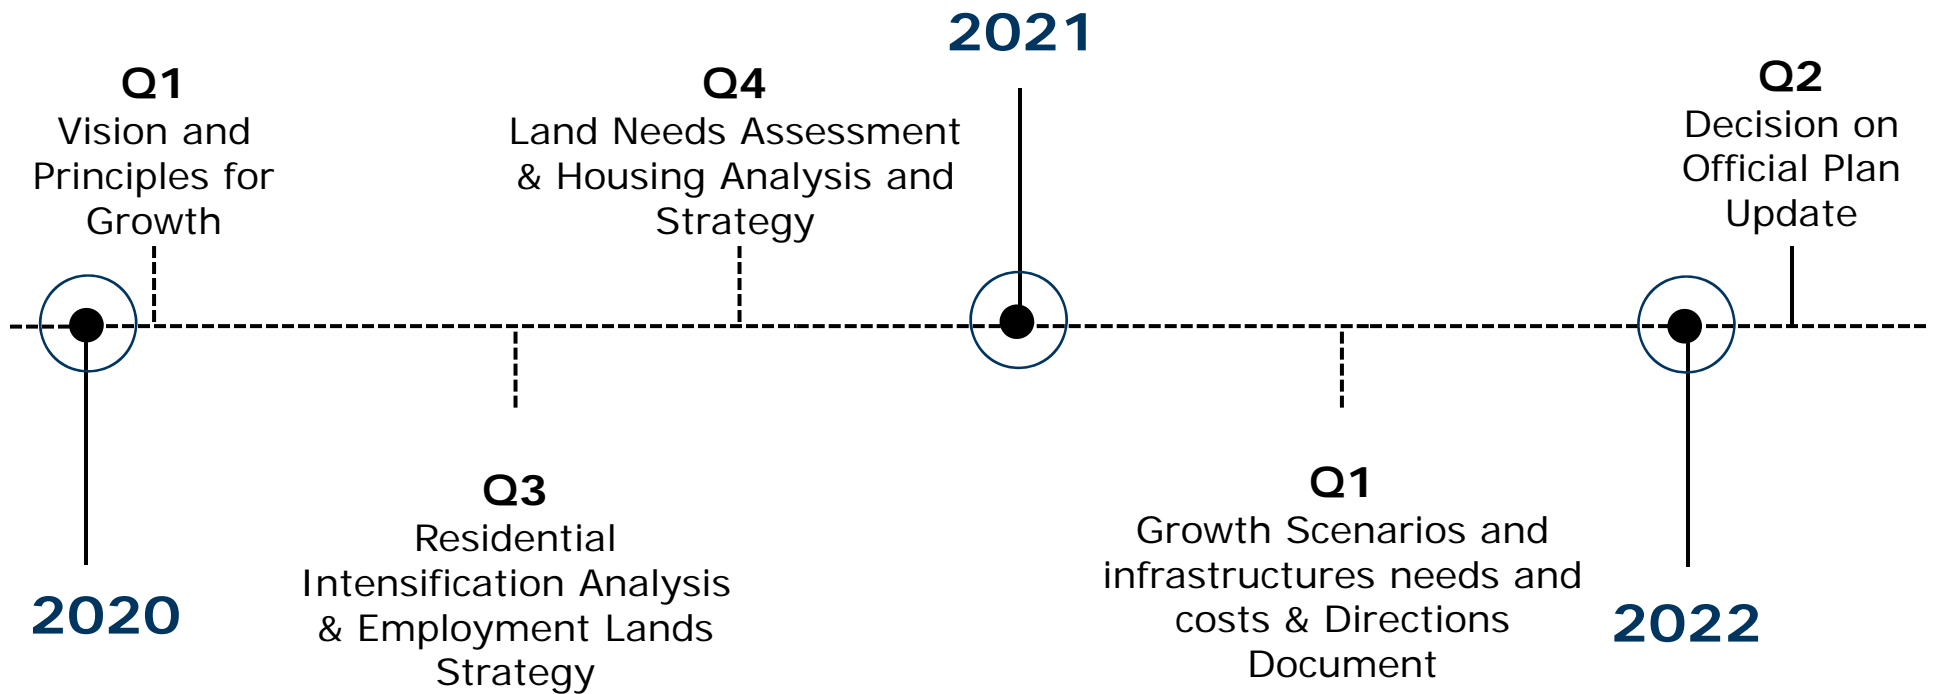 2021
Q1
Vision and
Principles for
Growth
Q4
Land Needs Assessment
& Housing Analysis and
Strategy
Q2
Decision on
Official Plan
Update
2020
Q3
Residential
Intensification Analysis
& Employment Lands
Strategy
Q1
Growth Scenarios and
infrastructures needs and
costs & Directions
Document
2022